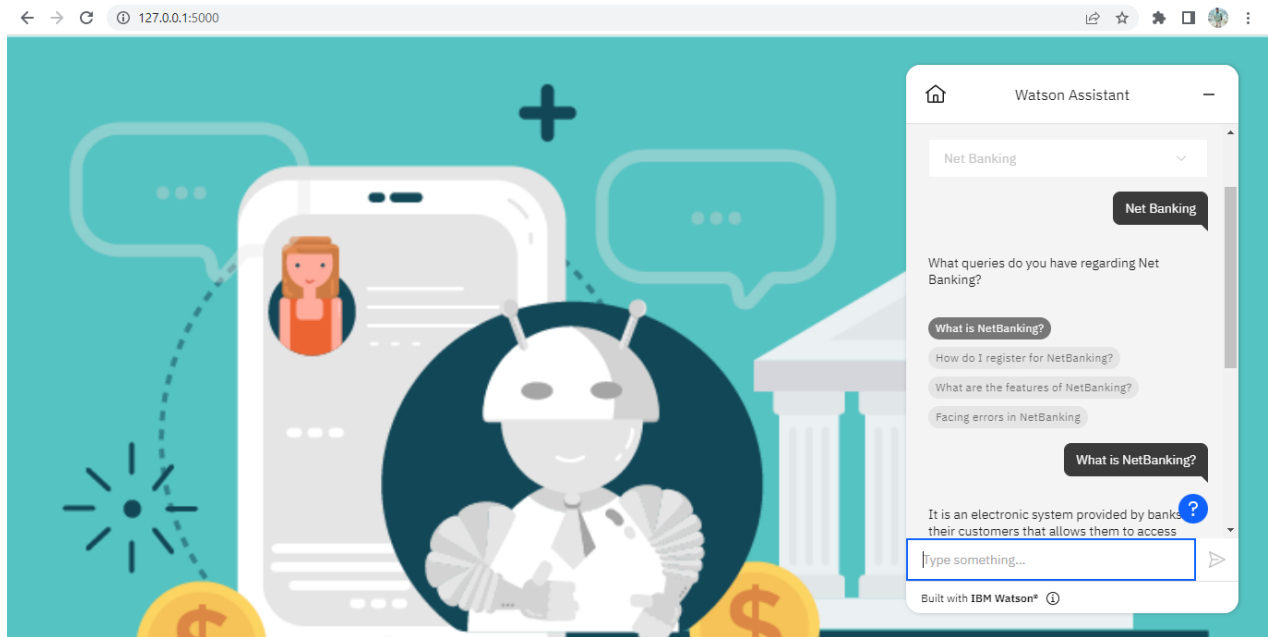 127.0.0.1:5000
Watson Assistant
Net Banking
Net Banking
What queries do you have regarding Net
Banking?
What is NetBanking?
How do I register for NetBanking?
What are the features of NetBanking?
Facing errors in NetBanking
What is NetBanking?
It is an electronic system provided by banks
?
their customers that allows them to access
Type something...
Built with IBM Watson®
$
$